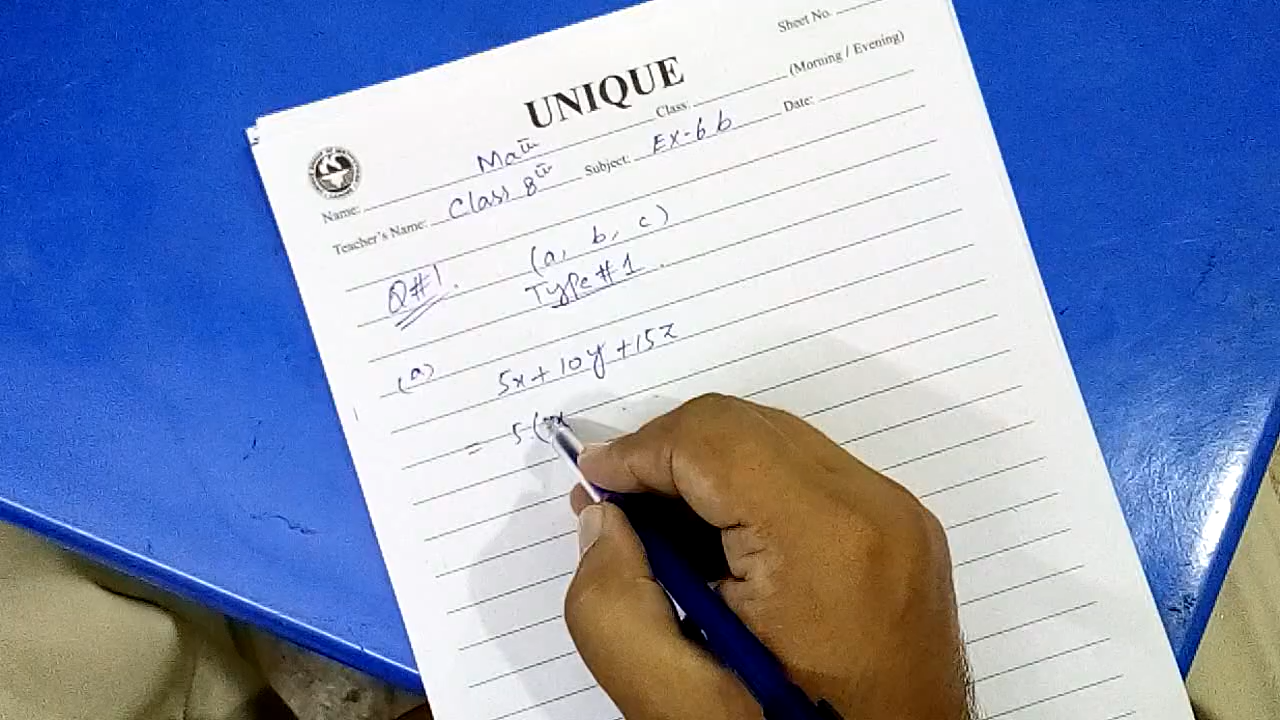 Sheet No.
UNIQUE
(Morning / Evening)
Name: Math Class:
Teacher's Name: Class 8th Subject: EX-6b Date:
Q#1. (a, b, c)
Type #1.
(a) 5x + 10y + 15z
= 5(